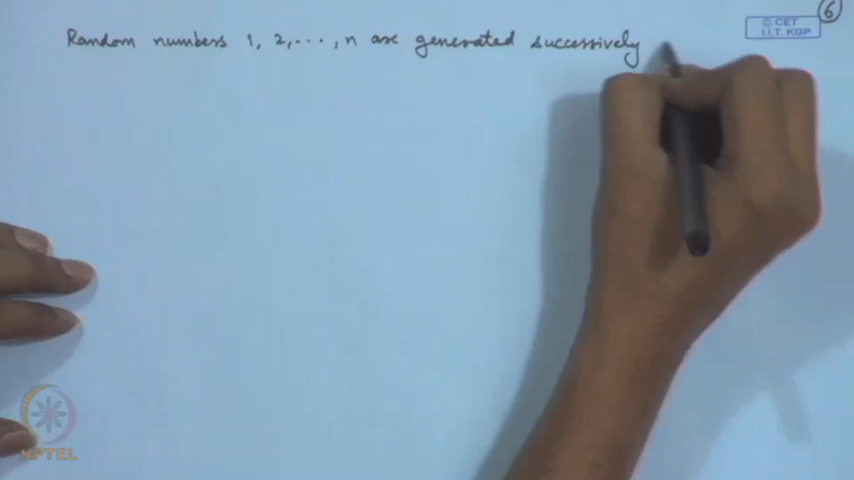 6
© CET
I.I.T. KGP
Random numbers 1, 2, ..., n are generated successively
NPTEL